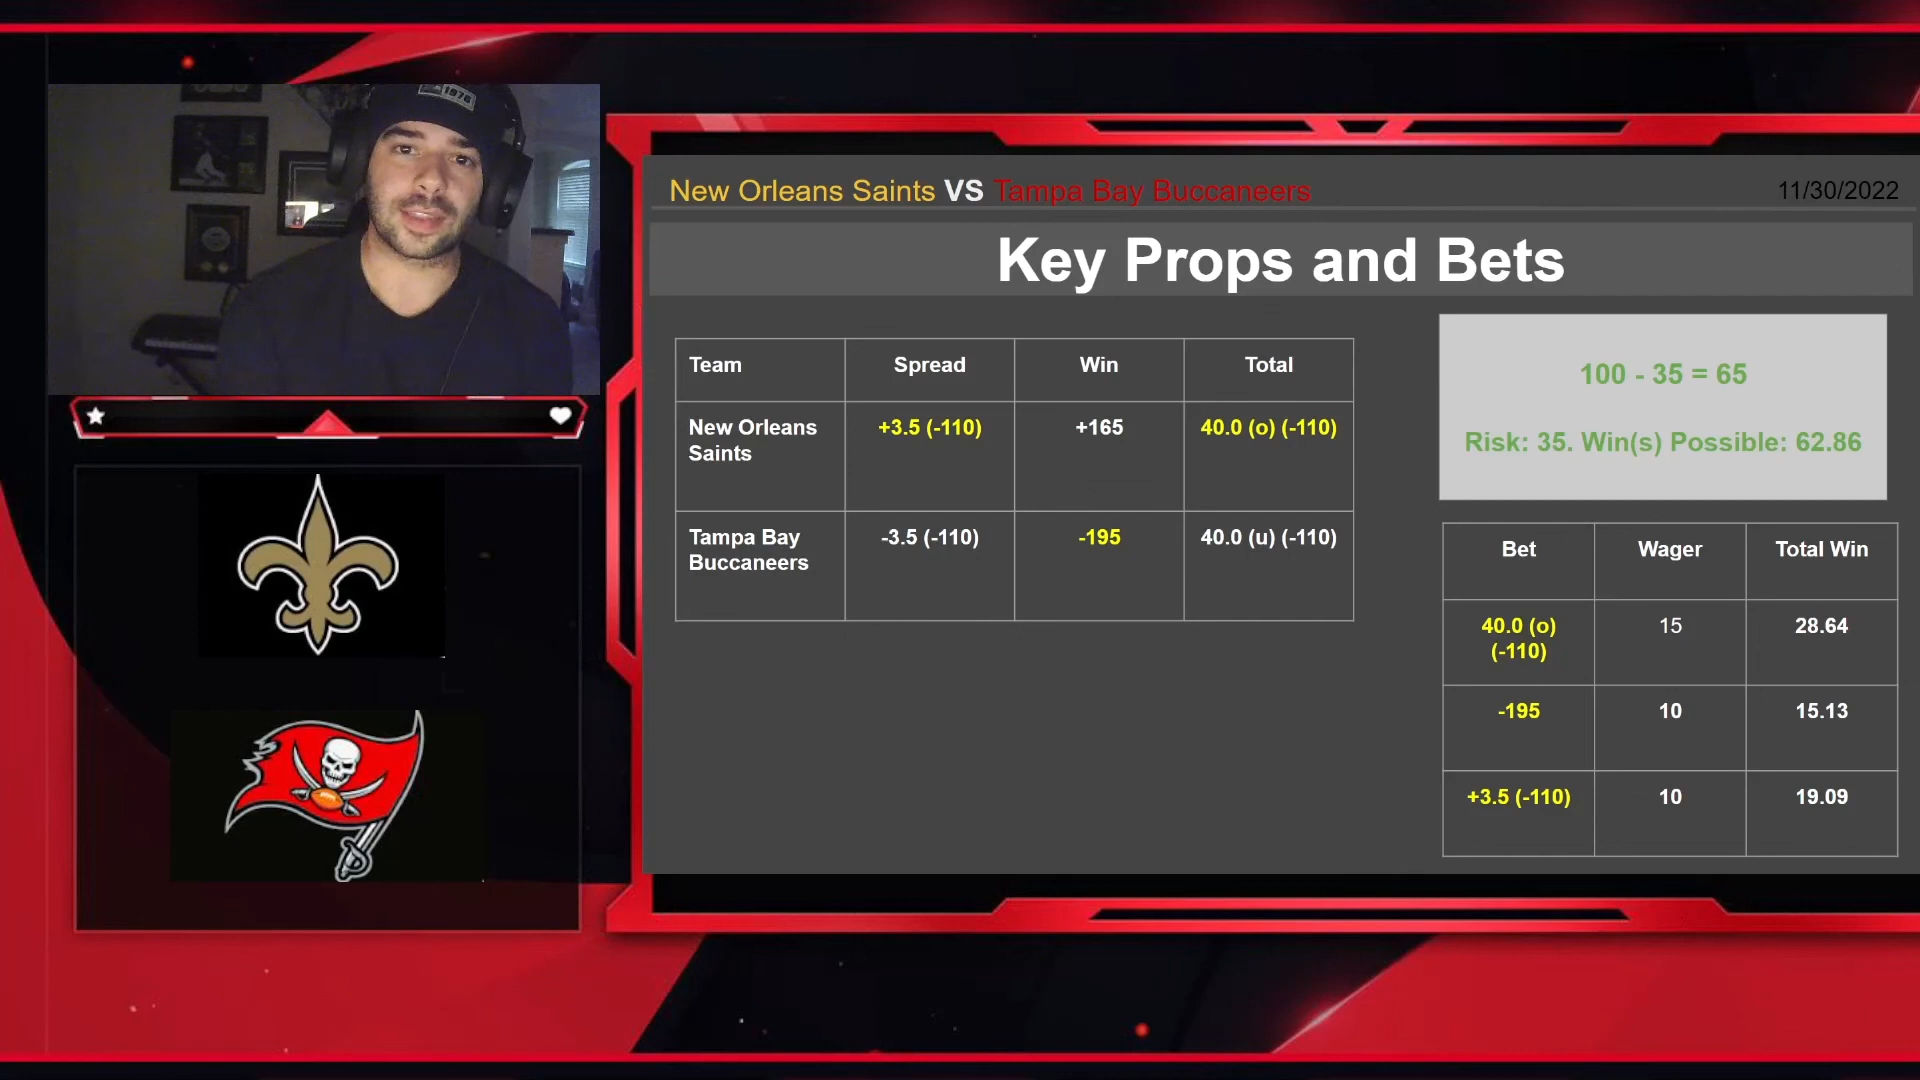 1976
New Orleans Saints VS Tampa Bay Buccaneers
11/30/2022
Key Props and Bets
Team Spread Win Total
New Orleans
Saints
+3.5 (-110) +165 40.0 (o) (-110)
Tampa Bay
Buccaneers
-3.5 (-110) -195 40.0 (u) (-110)
100 - 35 = 65
Risk: 35. Win(s) Possible: 62.86
Bet Wager Total Win
40.0 (o)
(-110)
15 28.64
-195 10 15.13
+3.5 (-110) 10 19.09